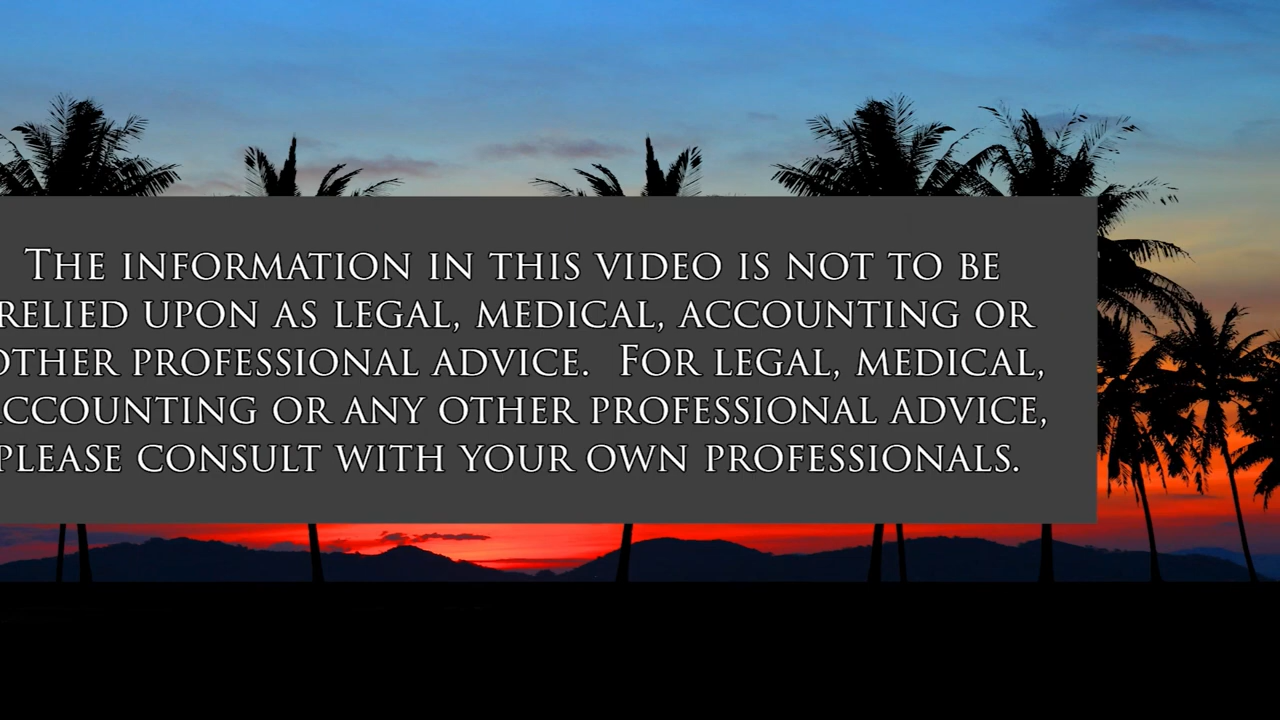 THE INFORMATION IN THIS VIDEO IS NOT TO BE
RELIED UPON AS LEGAL, MEDICAL, ACCOUNTING OR
OTHER PROFESSIONAL ADVICE. FOR LEGAL, MEDICAL,
ACCOUNTING OR ANY OTHER PROFESSIONAL ADVICE,
PLEASE CONSULT WITH YOUR OWN PROFESSIONALS.